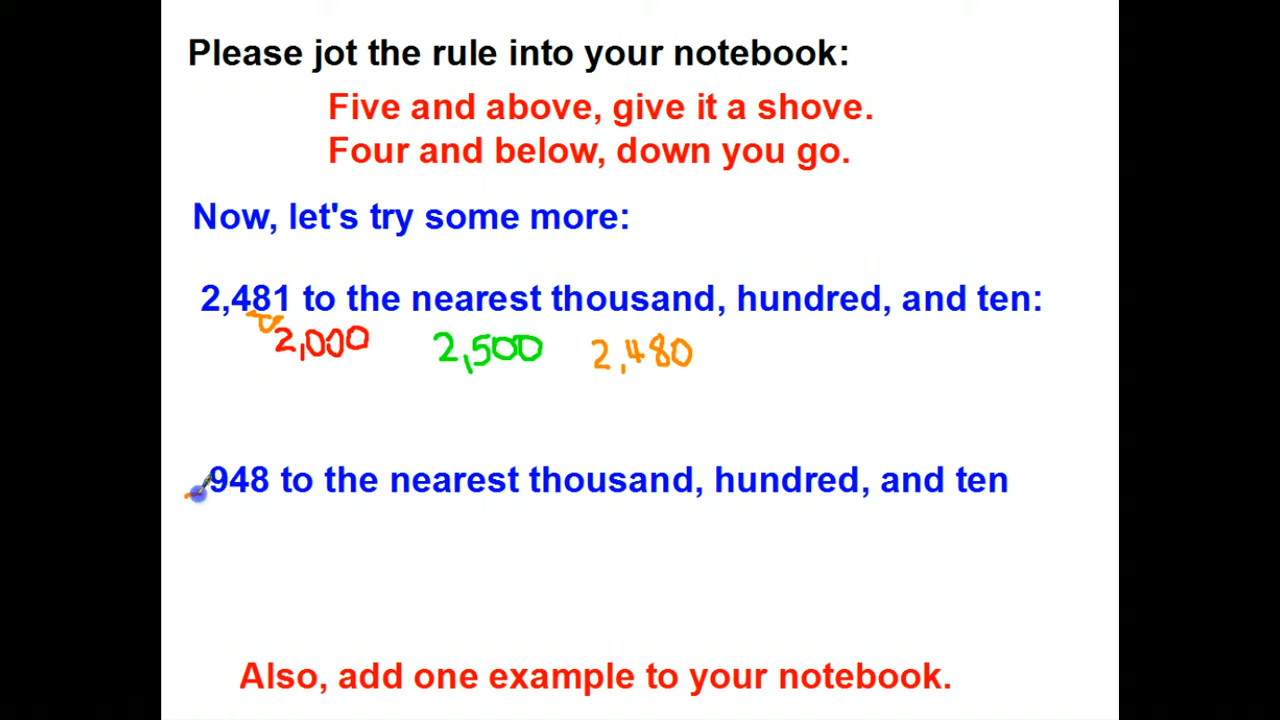 Please jot the rule into your notebook:
Five and above, give it a shove.
Four and below, down you go.
Now, let's try some more:
2,481 to the nearest thousand, hundred, and ten:
2,000 2,500 2,480
948 to the nearest thousand, hundred, and ten
Also, add one example to your notebook.